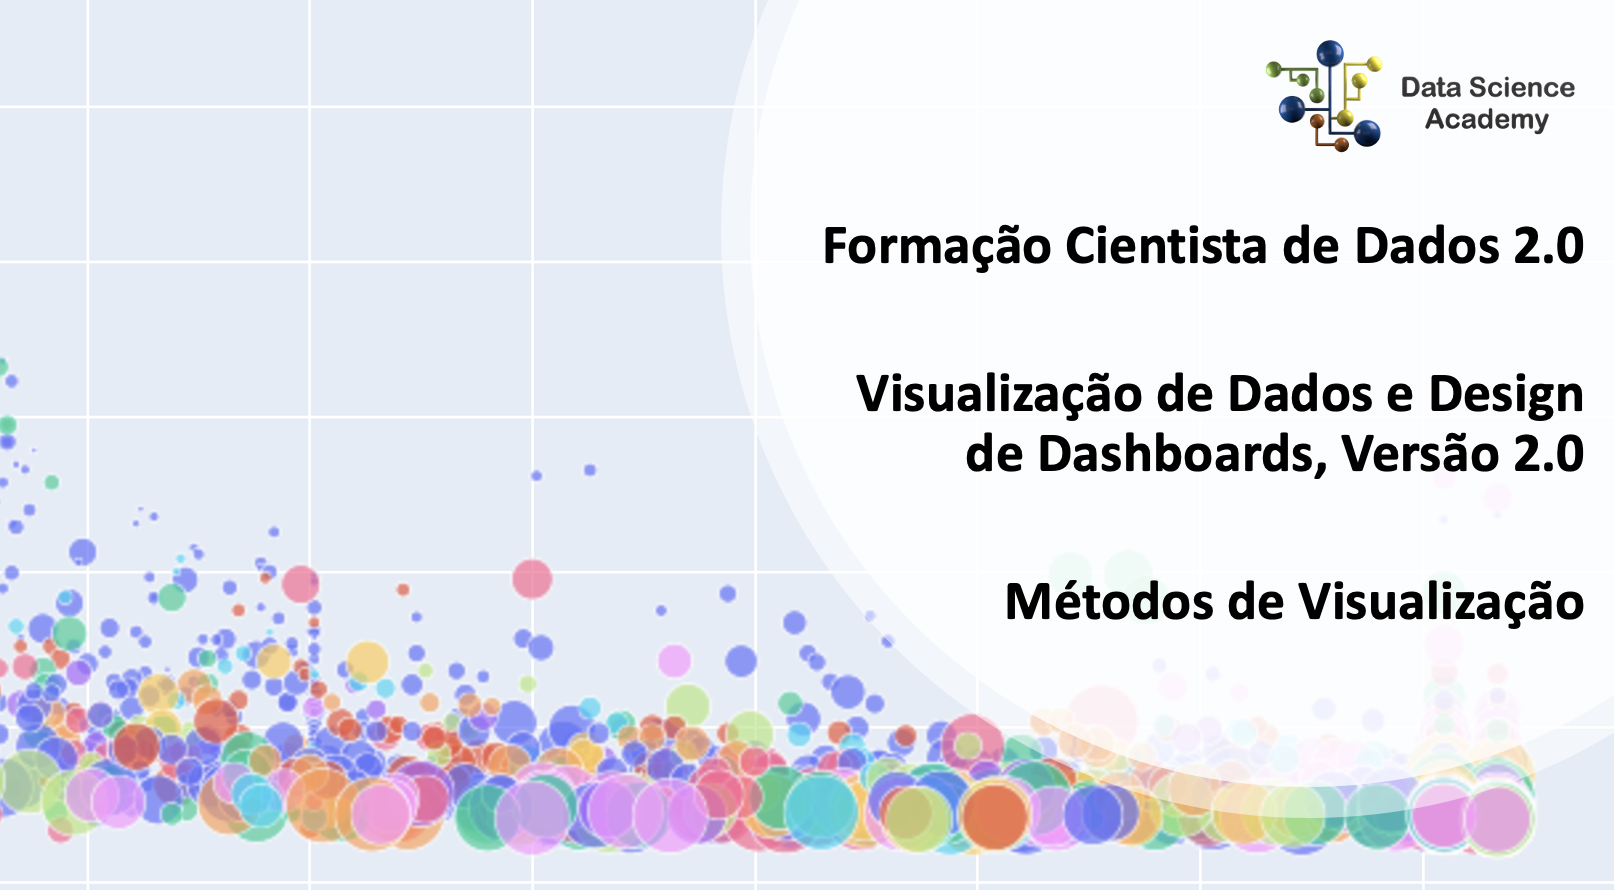 Data Science
Academy
Formação Cientista de Dados 2.0
Visualização de Dados e Design
de Dashboards, Versão 2.0
Métodos de Visualização